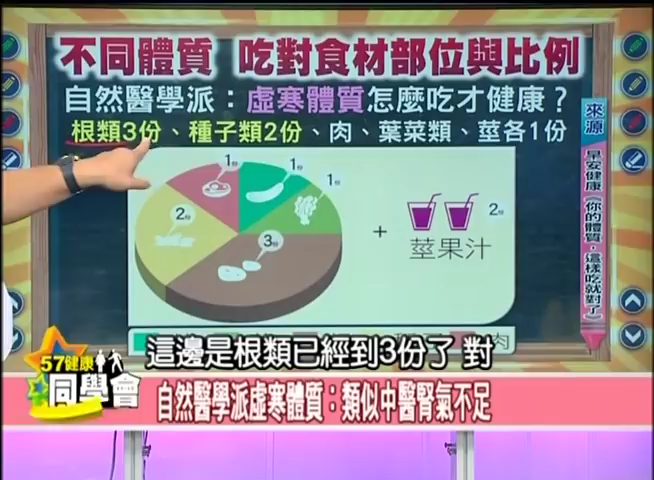 不同體質 吃對食材部位與比例
自然醫學派：虛寒體質怎麼吃才健康？
根類3份、種子類2份、肉、葉菜類、莖各1份
來源
早安健康《你的體質，這樣吃就對了》
1份
1份
1份
2份
3份
+
2份
莖果汁
肉
這邊是根類已經到3份了 對
57健康
同學會
自然醫學派虛寒體質：類似中醫腎氣不足